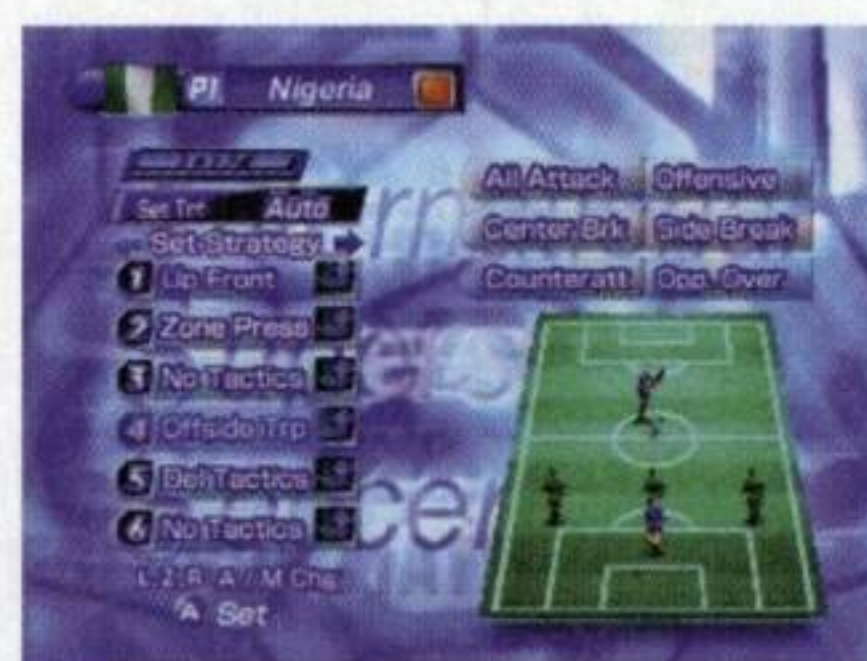 P1 Nigeria
Set Trt Auto
Set Strategy
1 Up Front
2 Zone Press
3 No Tactics
4 Offside Trp
5 Def Tactics
6 No Tactics
L, Z, R A / M Chg
A Set
All Attack Offensive
Center Brk. Side Break
Counteratt. Opp. Over